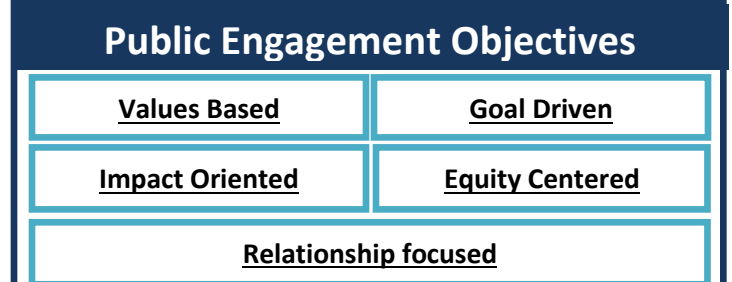 Public Engagement Objectives
Values Based
Goal Driven
Impact Oriented
Equity Centered
Relationship focused